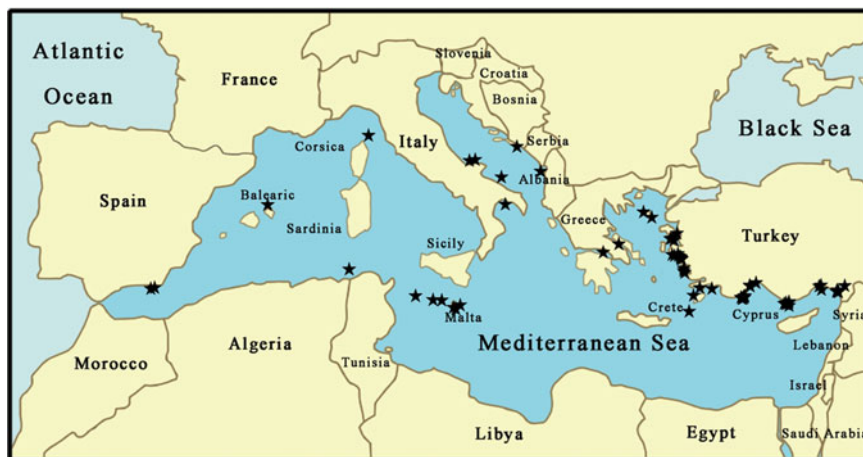 Atlantic
Ocean
France
Slovenia
Croatia
Bosnia
Serbia
Black Sea
Corsica
Italy
Albania
Spain
Balearic
Sardinia
Greece
Turkey
Sicily
Crete
Cyprus
Syria
Malta
Mediterranean Sea
Lebanon
Morocco
Algeria
Tunisia
Israel
Libya
Egypt
Saudi Arabia